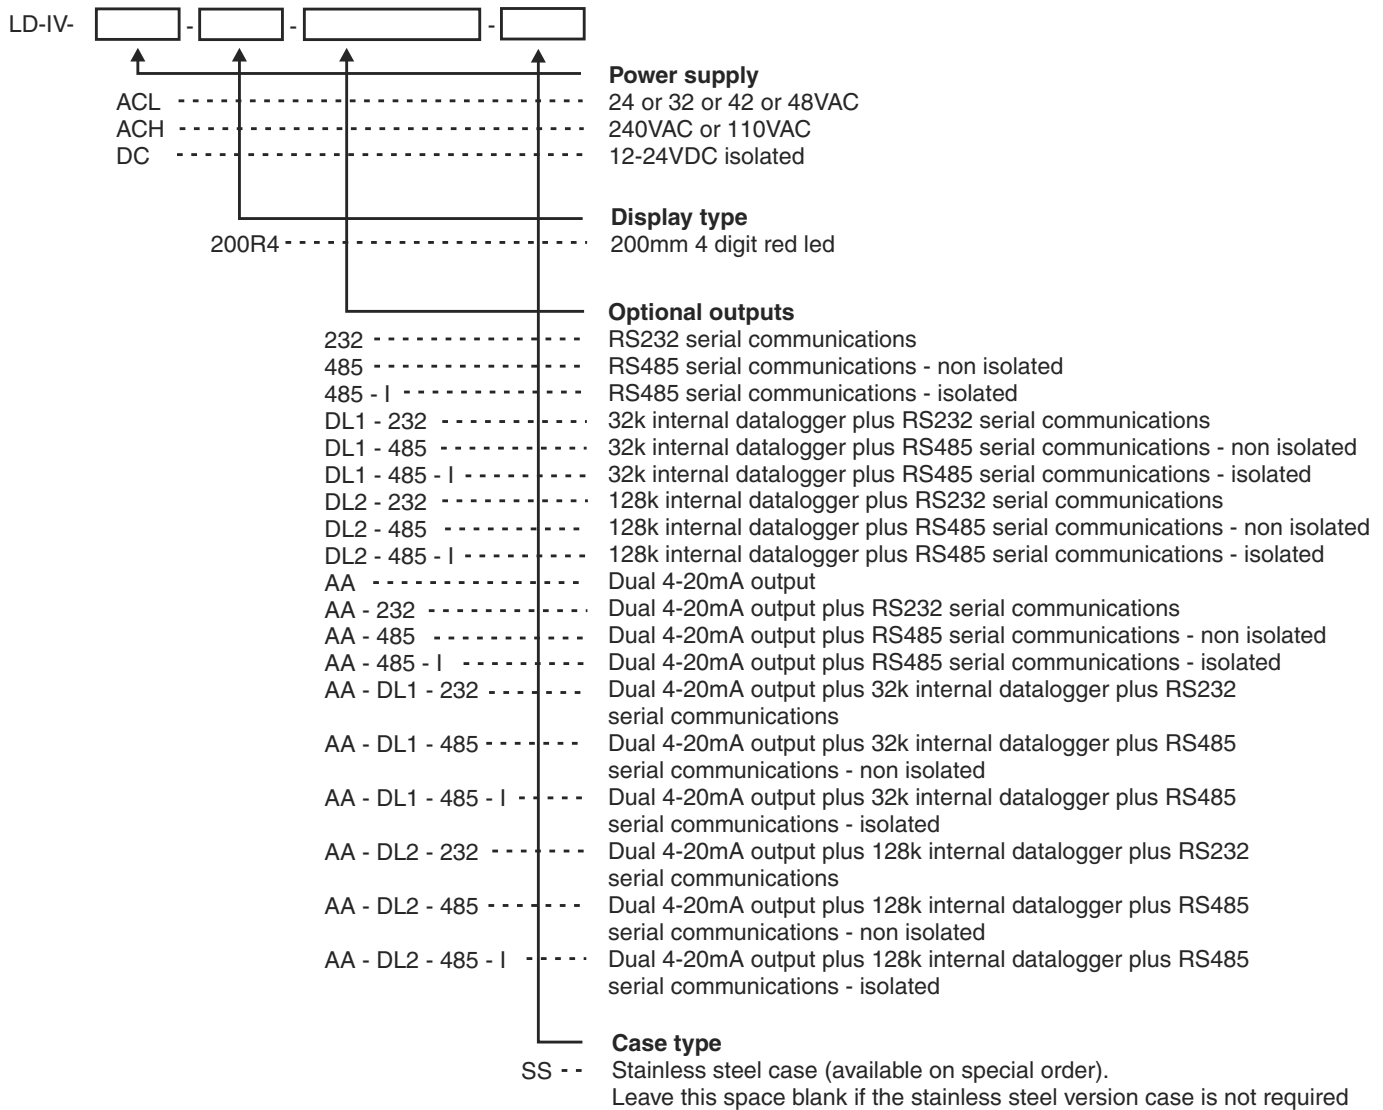 LD-IV- - - -
Power supply
ACL 24 or 32 or 42 or 48VAC
ACH 240VAC or 110VAC
DC 12-24VDC isolated
Display type
200R4 200mm 4 digit red led
Optional outputs
232 RS232 serial communications
485 RS485 serial communications - non isolated
485 - I RS485 serial communications - isolated
DL1 - 232 32k internal datalogger plus RS232 serial communications
DL1 - 485 32k internal datalogger plus RS485 serial communications - non isolated
DL1 - 485 - I 32k internal datalogger plus RS485 serial communications - isolated
DL2 - 232 128k internal datalogger plus RS232 serial communications
DL2 - 485 128k internal datalogger plus RS485 serial communications - non isolated
DL2 - 485 - I 128k internal datalogger plus RS485 serial communications - isolated
AA Dual 4-20mA output
AA - 232 Dual 4-20mA output plus RS232 serial communications
AA - 485 Dual 4-20mA output plus RS485 serial communications - non isolated
AA - 485 - I Dual 4-20mA output plus RS485 serial communications - isolated
AA - DL1 - 232 Dual 4-20mA output plus 32k internal datalogger plus RS232
serial communications
AA - DL1 - 485 Dual 4-20mA output plus 32k internal datalogger plus RS485
serial communications - non isolated
AA - DL1 - 485 - I Dual 4-20mA output plus 32k internal datalogger plus RS485
serial communications - isolated
AA - DL2 - 232 Dual 4-20mA output plus 128k internal datalogger plus RS232
serial communications
AA - DL2 - 485 Dual 4-20mA output plus 128k internal datalogger plus RS485
serial communications - non isolated
AA - DL2 - 485 - I Dual 4-20mA output plus 128k internal datalogger plus RS485
serial communications - isolated
Case type
SS Stainless steel case (available on special order).
Leave this space blank if the stainless steel version case is not required